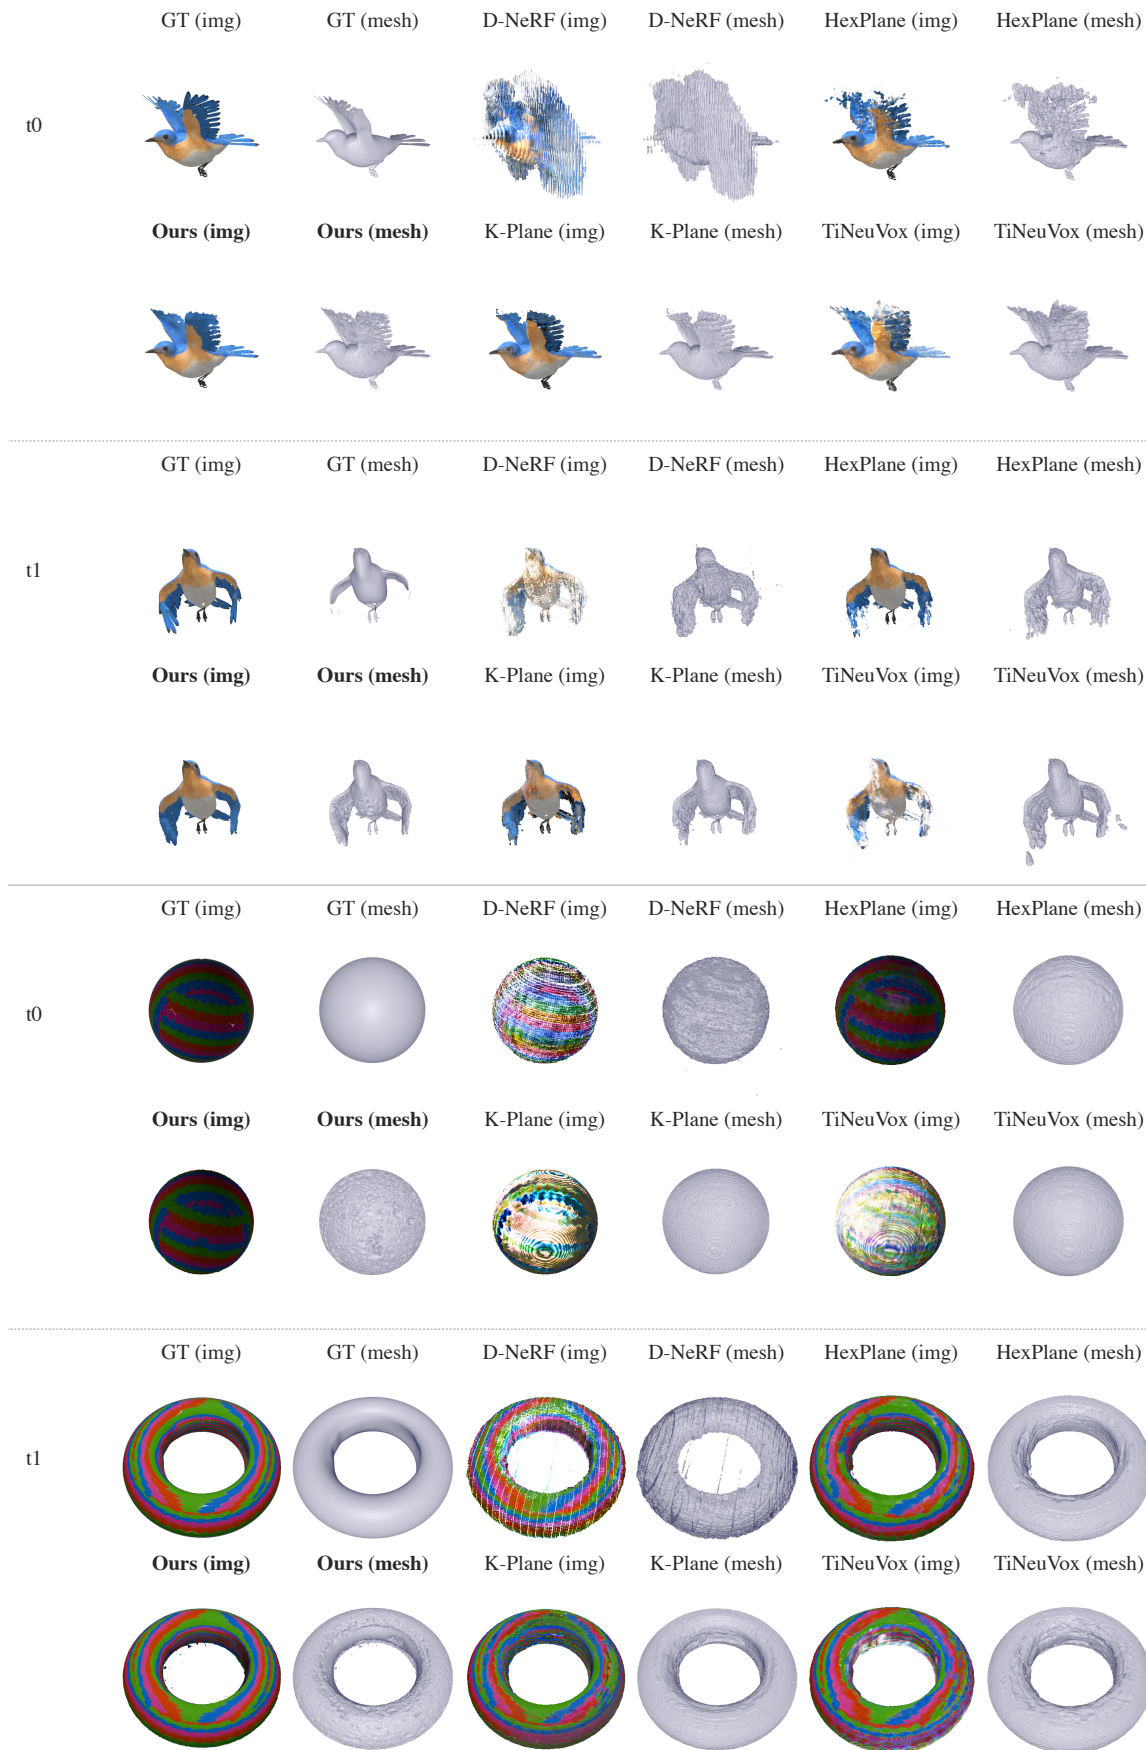 GT (img) GT (mesh) D-NeRF (img) D-NeRF (mesh) HexPlane (img) HexPlane (mesh)
t0
Ours (img) Ours (mesh) K-Plane (img) K-Plane (mesh) TiNeuVox (img) TiNeuVox (mesh)
GT (img) GT (mesh) D-NeRF (img) D-NeRF (mesh) HexPlane (img) HexPlane (mesh)
t1
Ours (img) Ours (mesh) K-Plane (img) K-Plane (mesh) TiNeuVox (img) TiNeuVox (mesh)
GT (img) GT (mesh) D-NeRF (img) D-NeRF (mesh) HexPlane (img) HexPlane (mesh)
t0
Ours (img) Ours (mesh) K-Plane (img) K-Plane (mesh) TiNeuVox (img) TiNeuVox (mesh)
GT (img) GT (mesh) D-NeRF (img) D-NeRF (mesh) HexPlane (img) HexPlane (mesh)
t1
Ours (img) Ours (mesh) K-Plane (img) K-Plane (mesh) TiNeuVox (img) TiNeuVox (mesh)